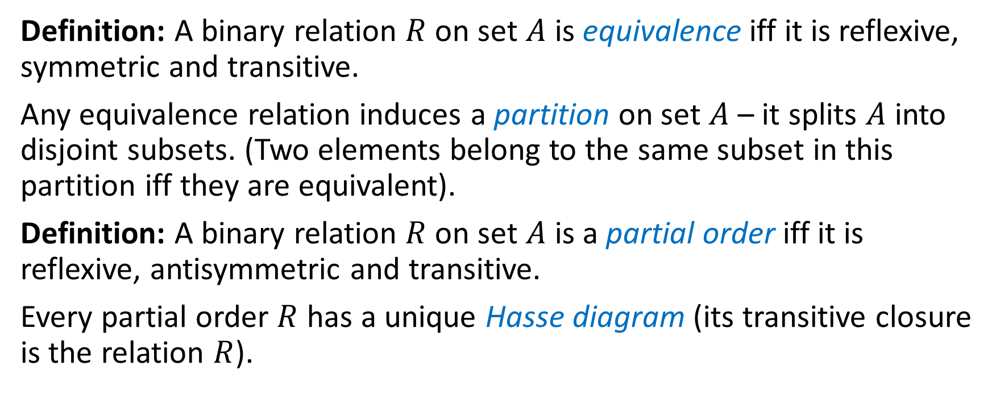 Definition: A binary relation R on set A is equivalence iff it is reflexive,
symmetric and transitive.
Any equivalence relation induces a partition on set A – it splits A into
disjoint subsets. (Two elements belong to the same subset in this
partition iff they are equivalent).
Definition: A binary relation R on set A is a partial order iff it is
reflexive, antisymmetric and transitive.
Every partial order R has a unique Hasse diagram (its transitive closure
is the relation R).